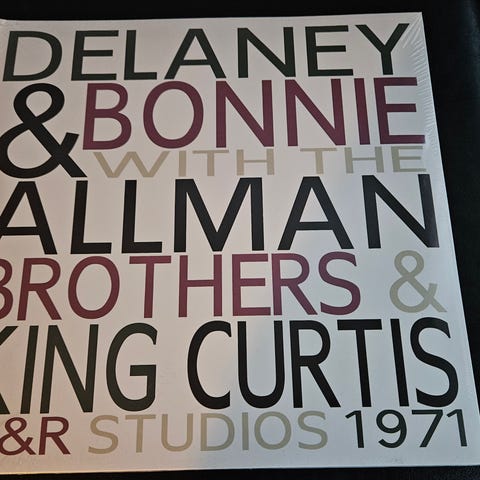 DELANEY
&BONNIE
WITH THE
ALLMAN
BROTHERS &
KING CURTIS
&R STUDIOS 1971